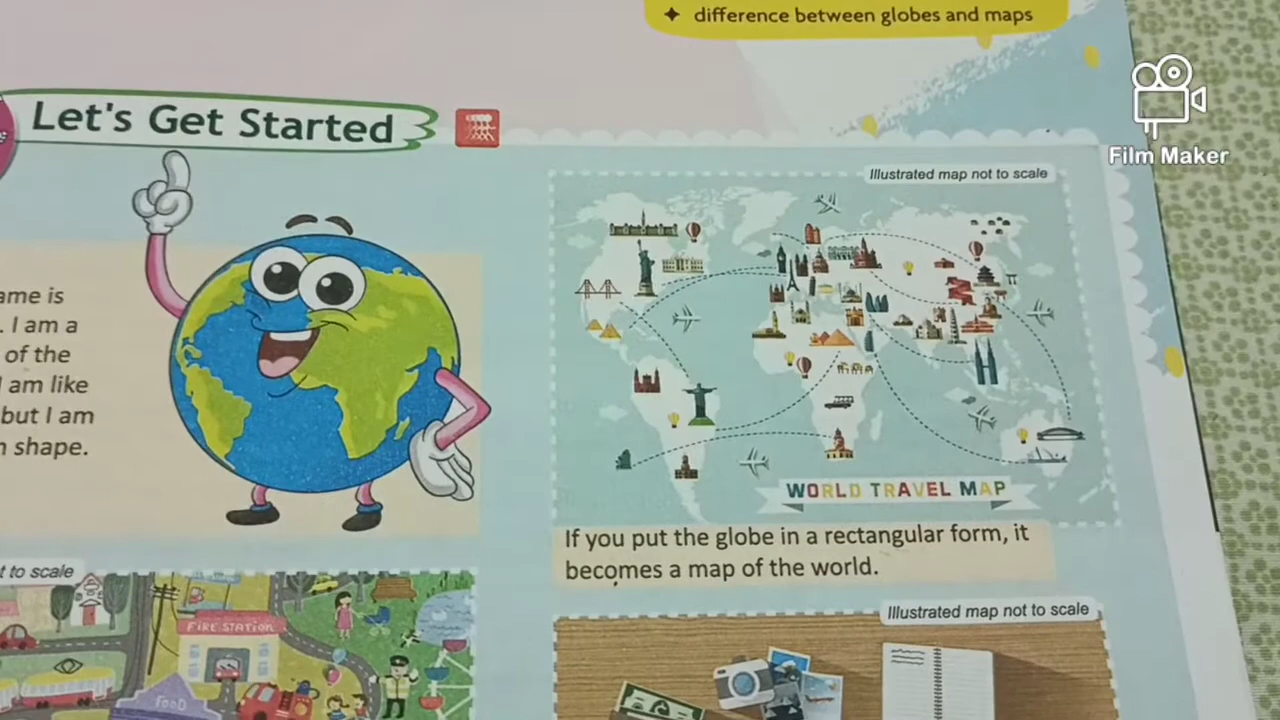 ✦ difference between globes and maps
Let's Get Started
Film Maker
Illustrated map not to scale
ame is
. I am a
of the
I am like
but I am
n shape.
WORLD TRAVEL MAP
If you put the globe in a rectangular form, it
becomes a map of the world.
t to scale
Illustrated map not to scale
FIRE STATION
FOOD